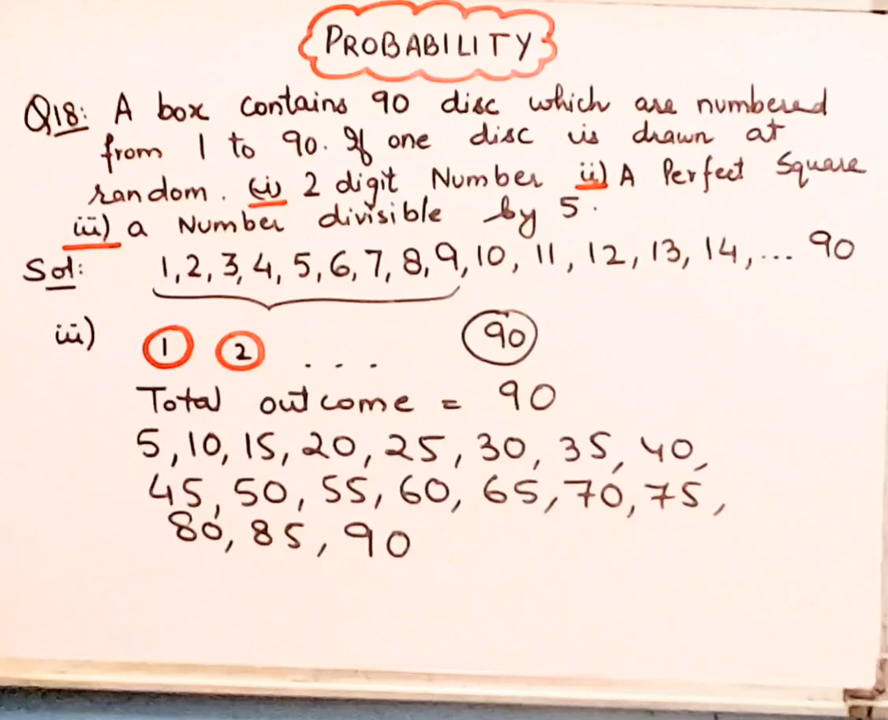 PROBABILITY
Q18: A box contains 90 disc which are numbered
from 1 to 90. If one disc is drawn at
random. (i) 2 digit Number ii) A Perfect Square
iii) a Number divisible by 5.
Sol: 1, 2, 3, 4, 5, 6, 7, 8, 9, 10, 11, 12, 13, 14, ... 90
iii) 1 2 ... 90
Total outcome = 90
5, 10, 15, 20, 25, 30, 35, 40,
45, 50, 55, 60, 65, 70, 75,
80, 85, 90